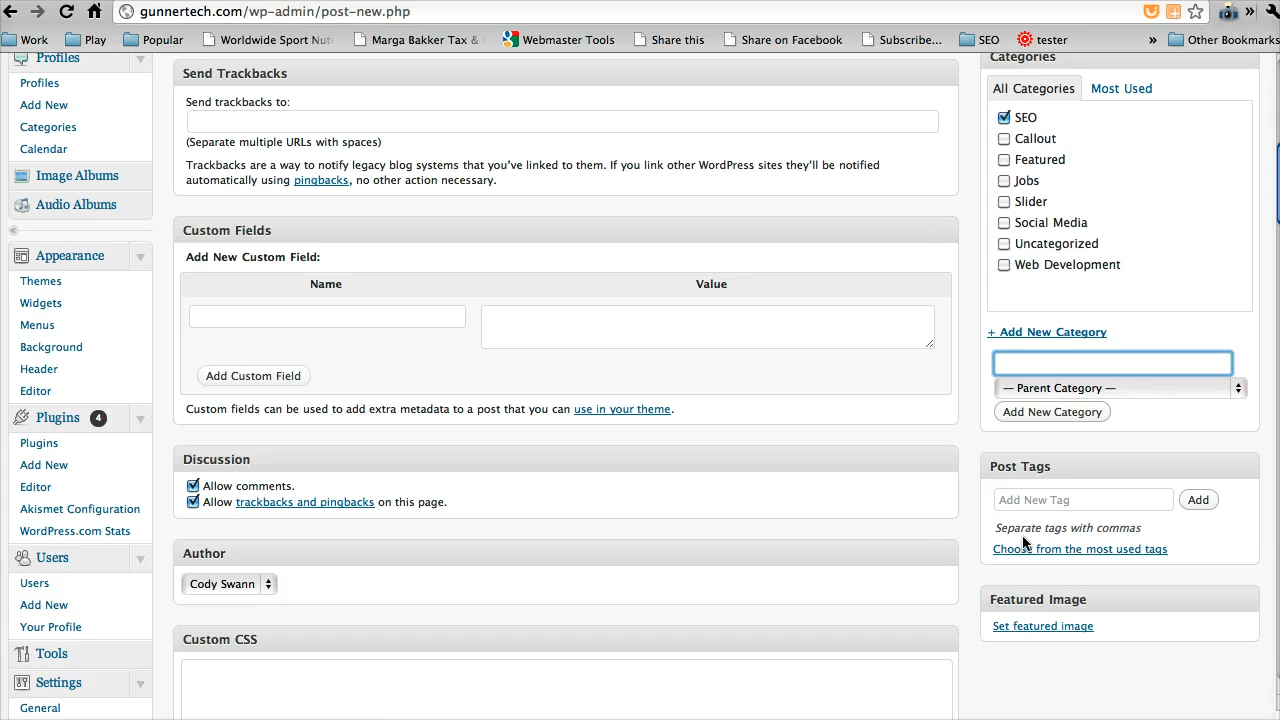 gunnertech.com/wp-admin/post-new.php
Work Play Popular Worldwide Sport Marga Bakker Tax & Webmaster Tools Share this Share on Facebook Subscribe... SEO tester » Other Bookmarks
Profiles
Profiles
Add New
Categories
Calendar
Image Albums
Audio Albums
Appearance
Themes
Widgets
Menus
Background
Header
Editor
Plugins 4
Plugins
Add New
Editor
Akismet Configuration
WordPress.com Stats
Users
Users
Add New
Your Profile
Tools
Settings
General
Send Trackbacks
Send trackbacks to:
(Separate multiple URLs with spaces)
Trackbacks are a way to notify legacy blog systems that you've linked to them. If you link other WordPress sites they'll be notified
automatically using pingbacks, no other action necessary.
Custom Fields
Add New Custom Field:
Name Value
Add Custom Field
Custom fields can be used to add extra metadata to a post that you can use in your theme.
Discussion
Allow comments.
Allow trackbacks and pingbacks on this page.
Author
Cody Swann
Custom CSS
Categories
All Categories Most Used
SEO
Callout
Featured
Jobs
Slider
Social Media
Uncategorized
Web Development
+ Add New Category
— Parent Category —
Add New Category
Post Tags
Add New Tag Add
Separate tags with commas
Choose from the most used tags
Featured Image
Set featured image